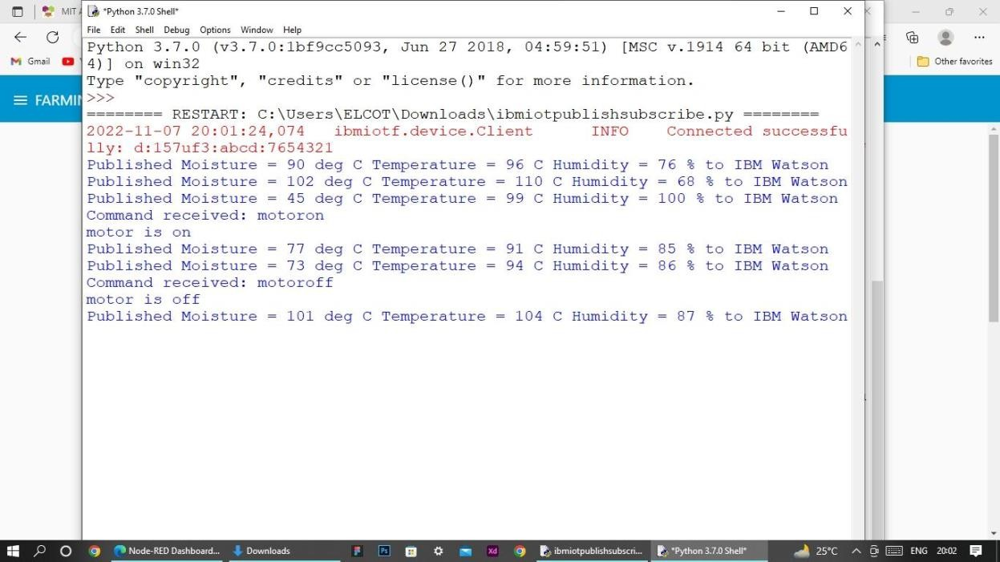 MIT A
*Python 3.7.0 Shell*
File Edit Shell Debug Options Window Help
Gmail
Other favorites
FARMIN
Python 3.7.0 (v3.7.0:1bf9cc5093, Jun 27 2018, 04:59:51) [MSC v.1914 64 bit (AMD6
4)] on win32
Type "copyright", "credits" or "license()" for more information.
>>>
======== RESTART: C:\Users\ELCOT\Downloads\ibmiotpublishsubscribe.py ========
2022-11-07 20:01:24,074 ibmiotf.device.Client INFO Connected successfu
lly: d:157uf3:abcd:7654321
Published Moisture = 90 deg C Temperature = 96 C Humidity = 76 % to IBM Watson
Published Moisture = 102 deg C Temperature = 110 C Humidity = 68 % to IBM Watson
Published Moisture = 45 deg C Temperature = 99 C Humidity = 100 % to IBM Watson
Command received: motoron
motor is on
Published Moisture = 77 deg C Temperature = 91 C Humidity = 85 % to IBM Watson
Published Moisture = 73 deg C Temperature = 94 C Humidity = 86 % to IBM Watson
Command received: motoroff
motor is off
Published Moisture = 101 deg C Temperature = 104 C Humidity = 87 % to IBM Watson
Node-RED Dashboard... Downloads Ps Xd ibmiotpublishsubscri... *Python 3.7.0 Shell* 25°C ENG 20:02